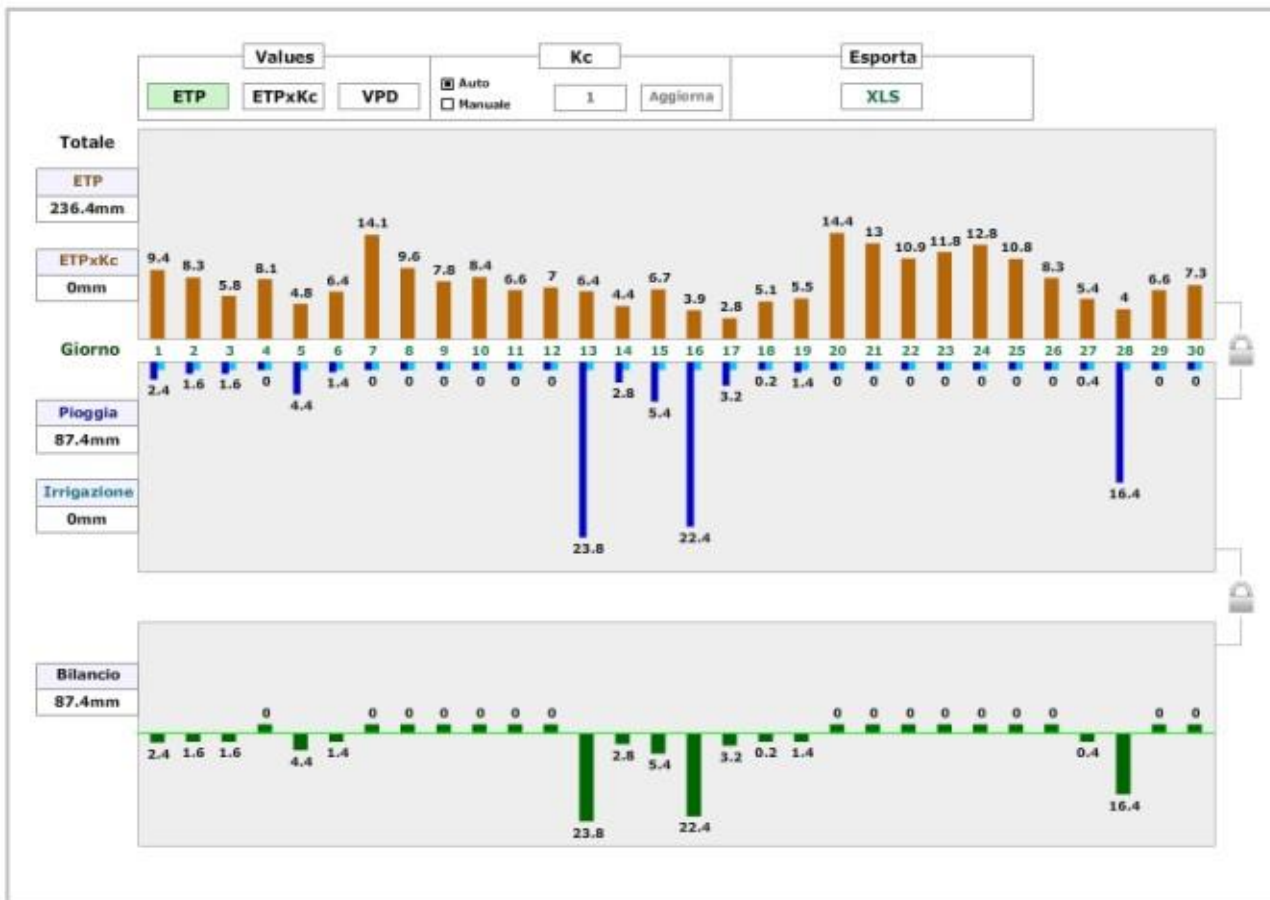 Values Kc Esporta
ETP ETPxKc VPD Auto Manuale 1 Aggiorna XLS
Totale
ETP
236.4mm
ETPxKc
0mm
9.4 8.3 5.8 8.1 4.8 6.4 14.1 9.6 7.8 8.4 6.6 7 6.4 4.4 6.7 3.9 2.8 5.1 5.5 14.4 13 10.9 11.8 12.8 10.8 8.3 5.4 4 6.6 7.3
Giorno 1 2 3 4 5 6 7 8 9 10 11 12 13 14 15 16 17 18 19 20 21 22 23 24 25 26 27 28 29 30
2.4 1.6 1.6 0 4.4 1.4 0 0 0 0 0 0 23.8 2.8 5.4 22.4 3.2 0.2 1.4 0 0 0 0 0 0 0 0.4 16.4 0 0
Pioggia
87.4mm
Irrigazione
0mm
Bilancio
87.4mm
2.4 1.6 1.6 0 4.4 1.4 0 0 0 0 0 0 23.8 2.8 5.4 22.4 3.2 0.2 1.4 0 0 0 0 0 0 0 0.4 16.4 0 0